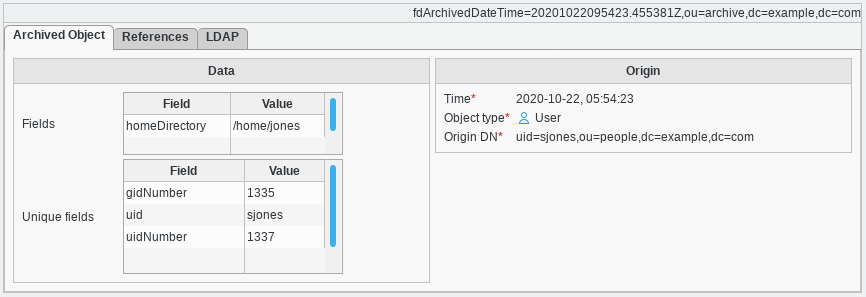 fdArchivedDateTime=20201022095423.455381Z,ou=archive,dc=example,dc=com
Archived Object References LDAP
Data
Fields
Field Value
homeDirectory /home/jones
Unique fields
Field Value
gidNumber 1335
uid sjones
uidNumber 1337
Origin
Time* 2020-10-22, 05:54:23
Object type* User
Origin DN* uid=sjones,ou=people,dc=example,dc=com